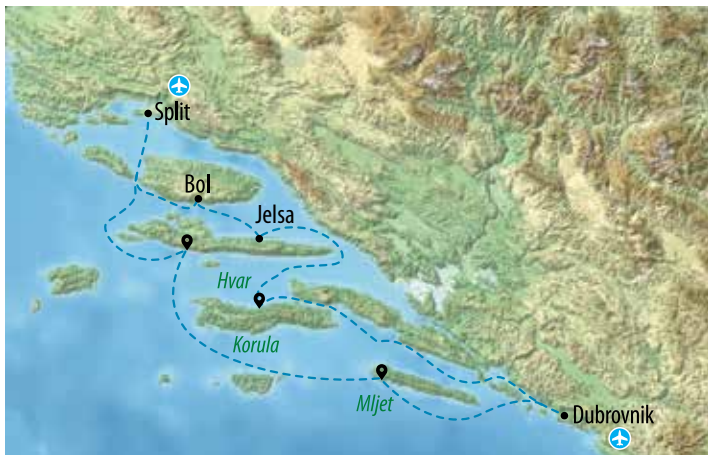 Split
Bol
Jelsa
Hvar
Korula
Mljet
Dubrovnik